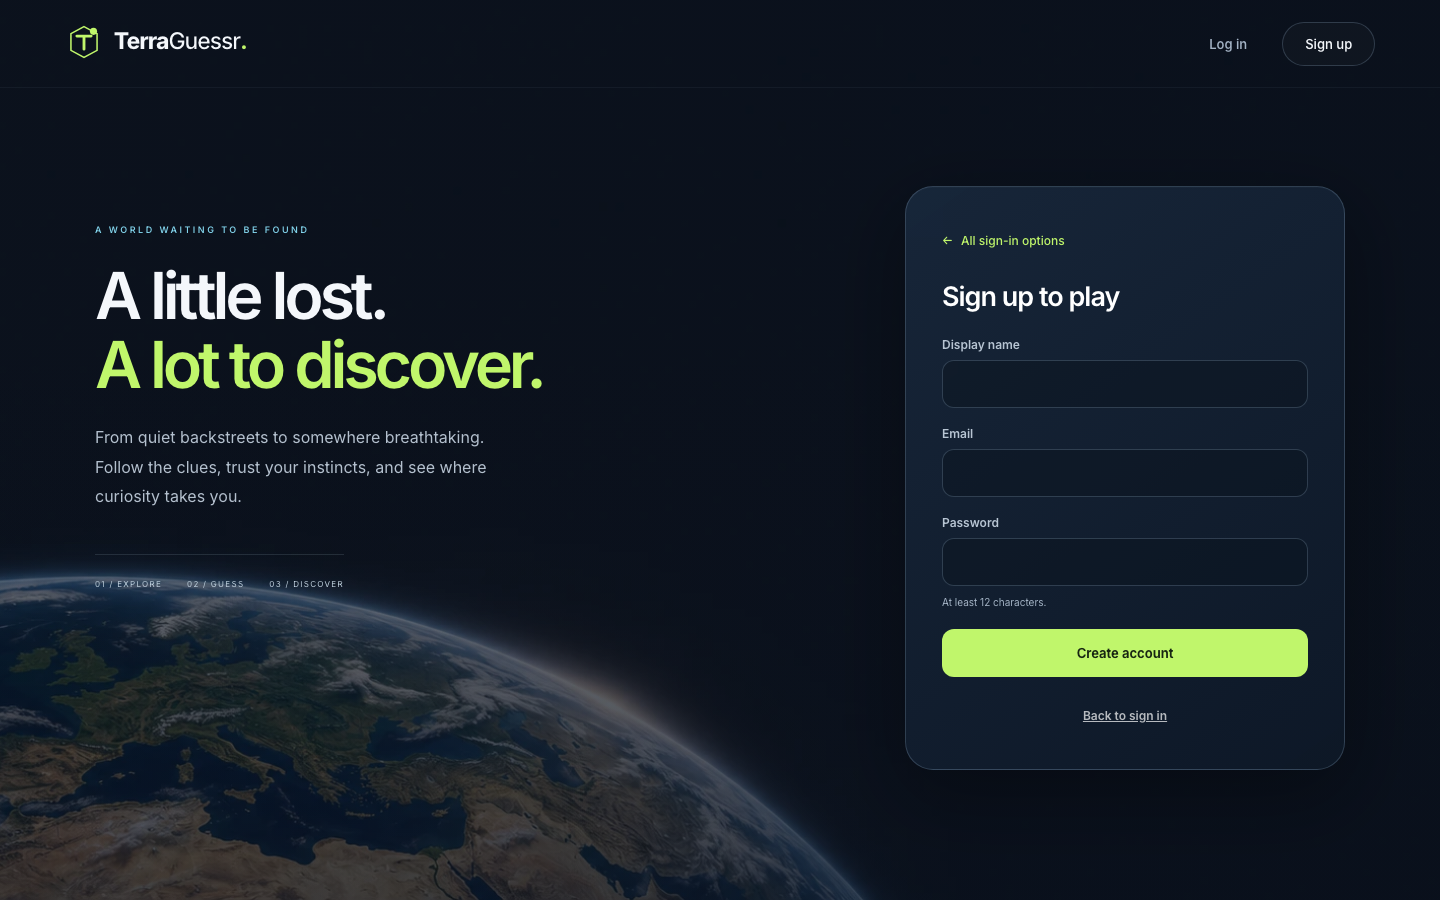 TerraGuessr.
Log in
Sign up
A WORLD WAITING TO BE FOUND
A little lost.
A lot to discover.
From quiet backstreets to somewhere breathtaking.
Follow the clues, trust your instincts, and see where
curiosity takes you.
01 / EXPLORE 02 / GUESS 03 / DISCOVER
← All sign-in options
Sign up to play
Display name
Email
Password
At least 12 characters.
Create account
Back to sign in